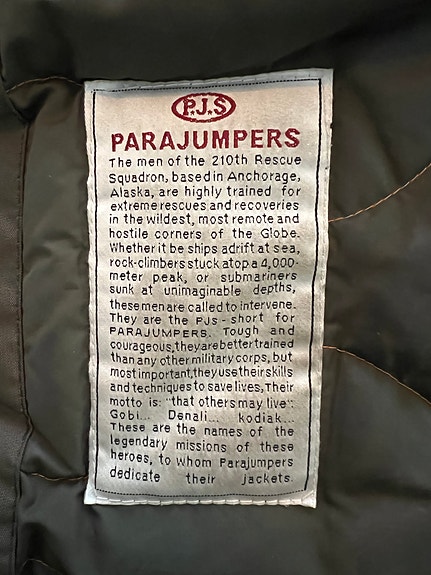 P.J.S
PARAJUMPERS
The men of the 210th Rescue
Squadron, based in Anchorage,
Alaska, are highly trained for
extreme rescues and recoveries
in the wildest, most remote and
hostile corners of the Globe.
Whether it be ships adrift at sea,
rock-climbers stuck atop a 4,000-
meter peak, or submariners
sunk at unimaginable depths,
these men are called to intervene.
They are the PJs - short for
PARAJUMPERS. Tough and
courageous, they are better trained
than any other military corps, but
most important, they use their skills
and techniques to save lives, Their
motto is: "that others may live":
Gobi... Denali... kodiak...
These are the names of the
legendary missions of these
heroes, to whom Parajumpers
dedicate their jackets